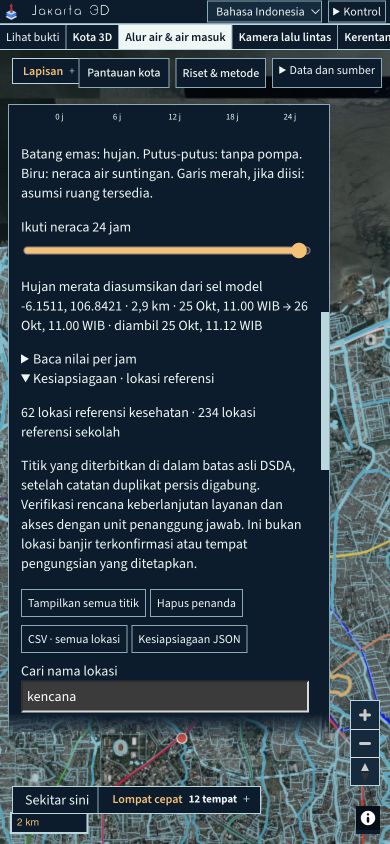 Jakarta 3D
Bahasa Indonesia
Kontrol
Lihat bukti
Kota 3D
Alur air & air masuk
Kamera lalu lintas
Kerentan
Lapisan +
Pantauan kota
Riset & metode
Data dan sumber
0 j 6 j 12 j 18 j 24 j
Batang emas: hujan. Putus-putus: tanpa pompa.
Biru: neraca air suntingan. Garis merah, jika diisi:
asumsi ruang tersedia.
Ikuti neraca 24 jam
Hujan merata diasumsikan dari sel model
-6.1511, 106.8421 · 2,9 km · 25 Okt, 11.00 WIB → 26
Okt, 11.00 WIB · diambil 25 Okt, 11.12 WIB
Baca nilai per jam
Kesiapsiagaan · lokasi referensi
62 lokasi referensi kesehatan · 234 lokasi
referensi sekolah
Titik yang diterbitkan di dalam batas asli DSDA,
setelah catatan duplikat persis digabung.
Verifikasi rencana keberlanjutan layanan dan
akses dengan unit penanggung jawab. Ini bukan
lokasi banjir terkonfirmasi atau tempat
pengungsian yang ditetapkan.
Tampilkan semua titik
Hapus penanda
CSV · semua lokasi
Kesiapsiagaan JSON
Cari nama lokasi
kencana
Sekitar sini
Lompat cepat 12 tempat +
2 km